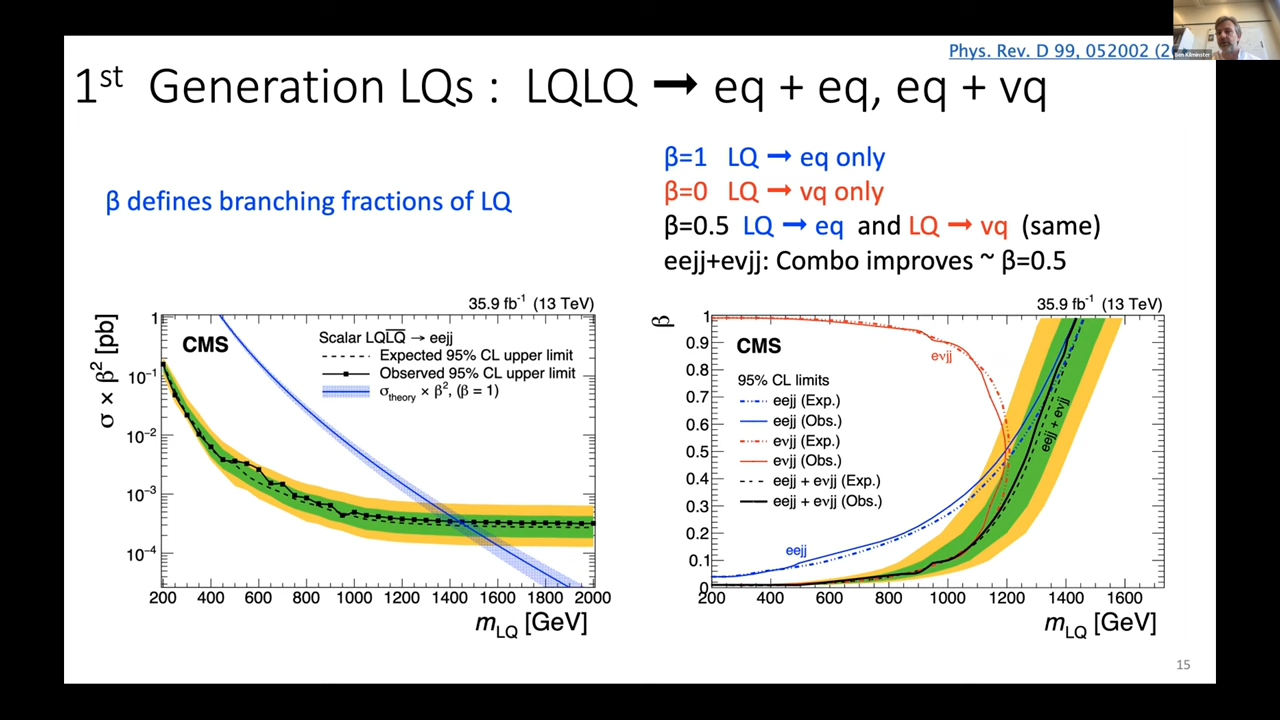 Phys. Rev. D 99, 052002 (2
Ben Kilminster
1st Generation LQs : LQLQ → eq + eq, eq + νq
β=1 LQ → eq only
β=0 LQ → νq only
β defines branching fractions of LQ
β=0.5 LQ → eq and LQ → νq (same)
eejj+eνjj: Combo improves ~ β=0.5
35.9 fb-1 (13 TeV)
σ × β2 [pb]
1
10-1
10-2
10-3
10-4
CMS
Scalar LQLQ̅ → eejj
Expected 95% CL upper limit
Observed 95% CL upper limit
σtheory × β2, (β = 1)
200 400 600 800 1000 1200 1400 1600 1800 2000
mLQ [GeV]
35.9 fb-1 (13 TeV)
β
1
0.9
0.8
0.7
0.6
0.5
0.4
0.3
0.2
0.1
0
CMS
eνjj
95% CL limits
eejj (Exp.)
eejj (Obs.)
eνjj (Exp.)
eνjj (Obs.)
eejj + eνjj (Exp.)
eejj + eνjj (Obs.)
eejj + eνjj
eejj
200 400 600 800 1000 1200 1400 1600
mLQ [GeV]
15